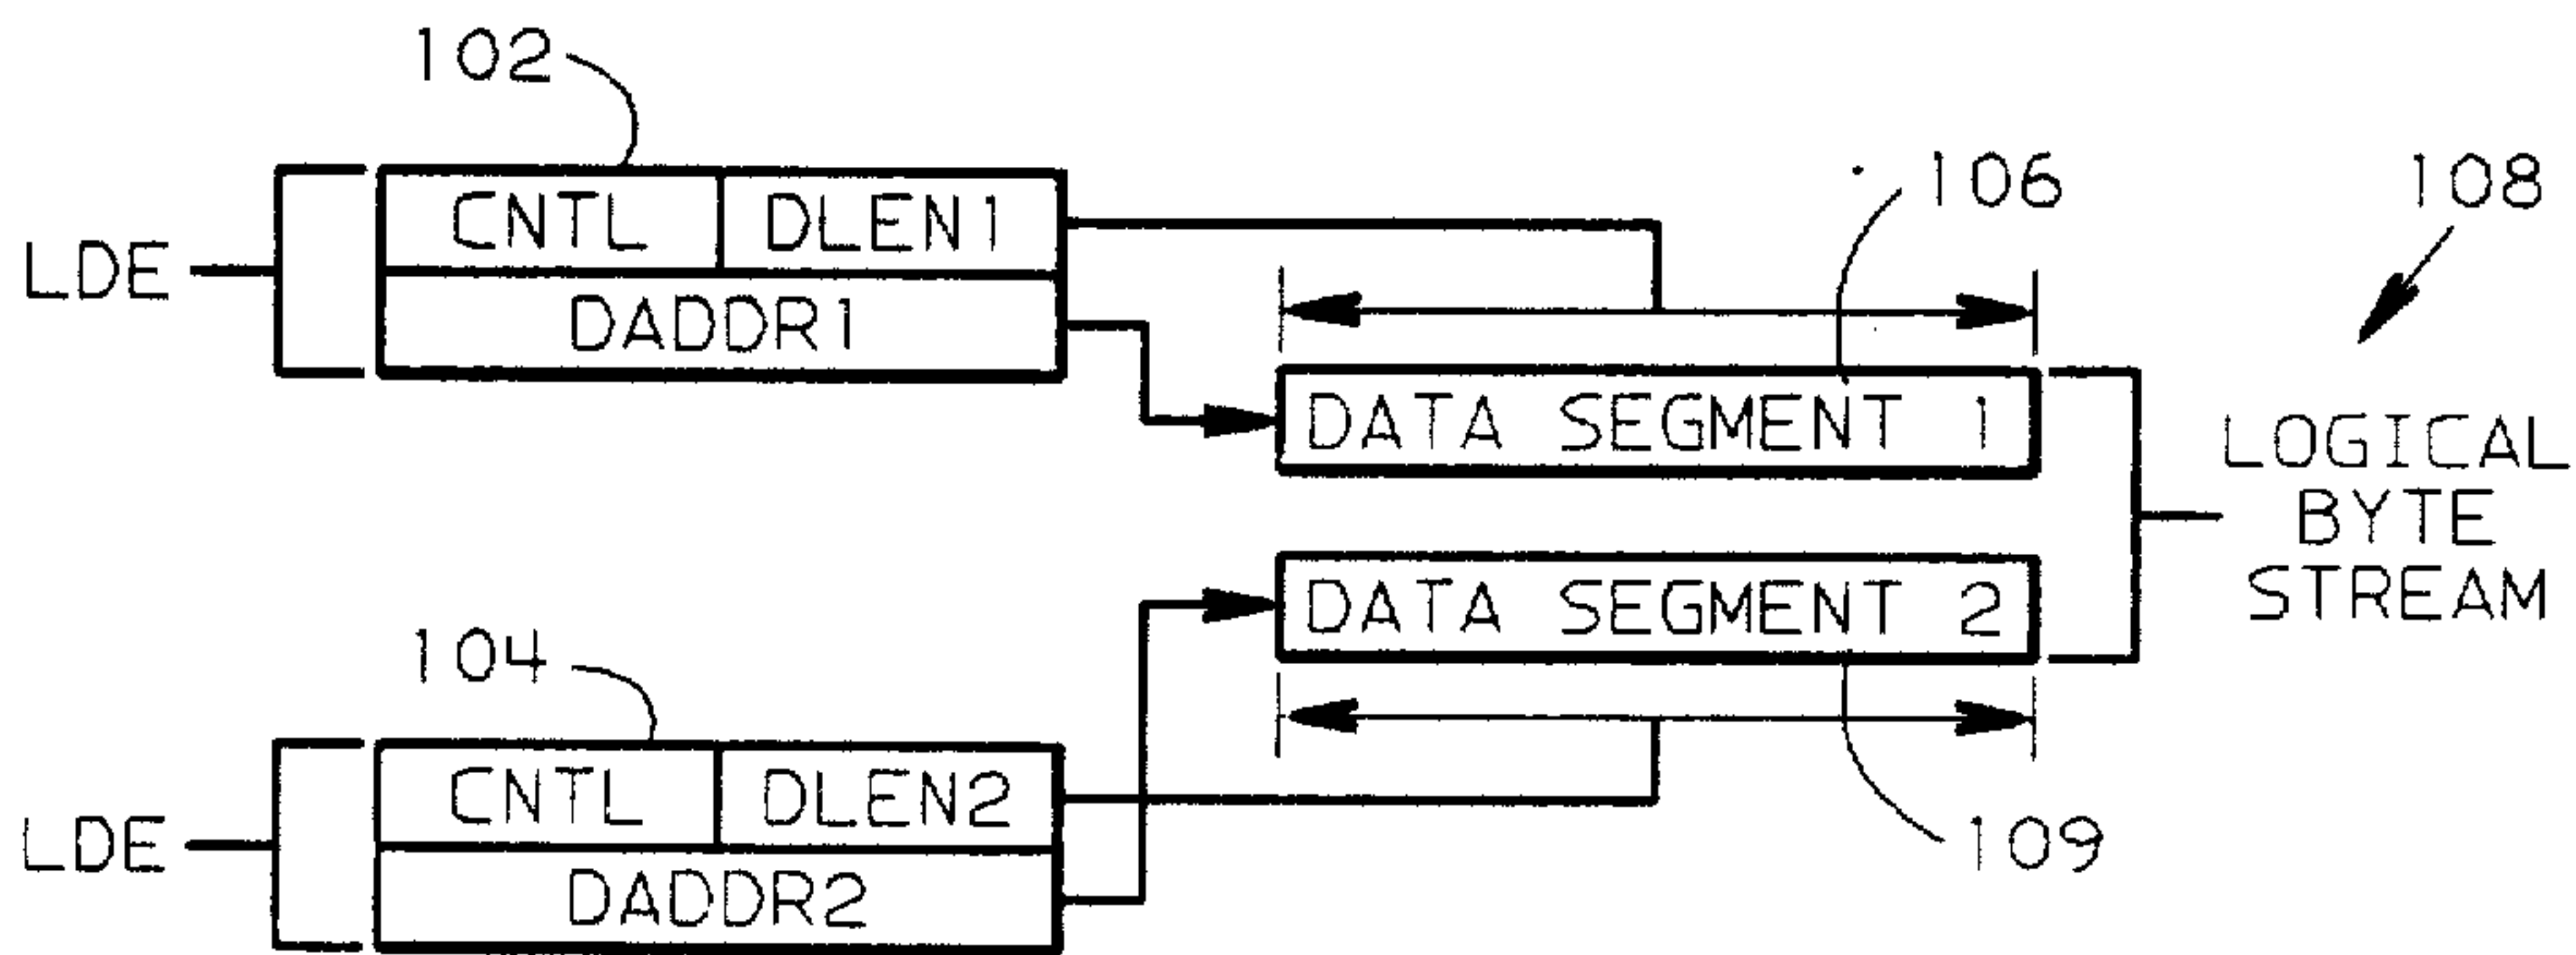 102
CNTL DLEN1
DADDR1
LDE
106
108
DATA SEGMENT 1
LOGICAL
BYTE
STREAM
DATA SEGMENT 2
104
CNTL DLEN2
DADDR2
LDE
109